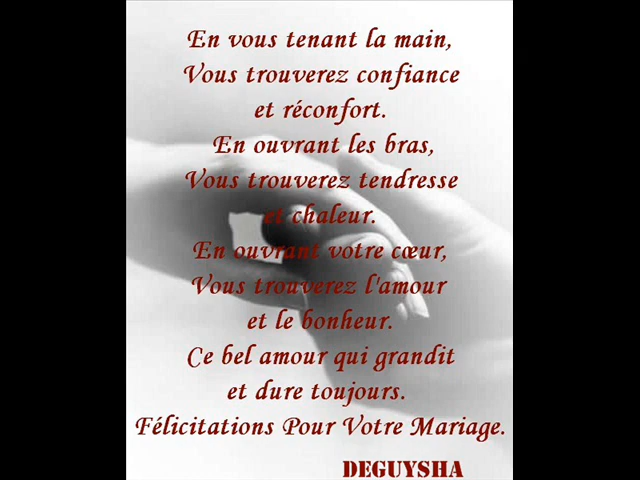 En vous tenant la main,
Vous trouverez confiance
et réconfort.
En ouvrant les bras,
Vous trouverez tendresse
et chaleur.
En ouvrant votre cœur,
Vous trouverez l'amour
et le bonheur.
Ce bel amour qui grandit
et dure toujours.
Félicitations Pour Votre Mariage.
DEGUYSHA